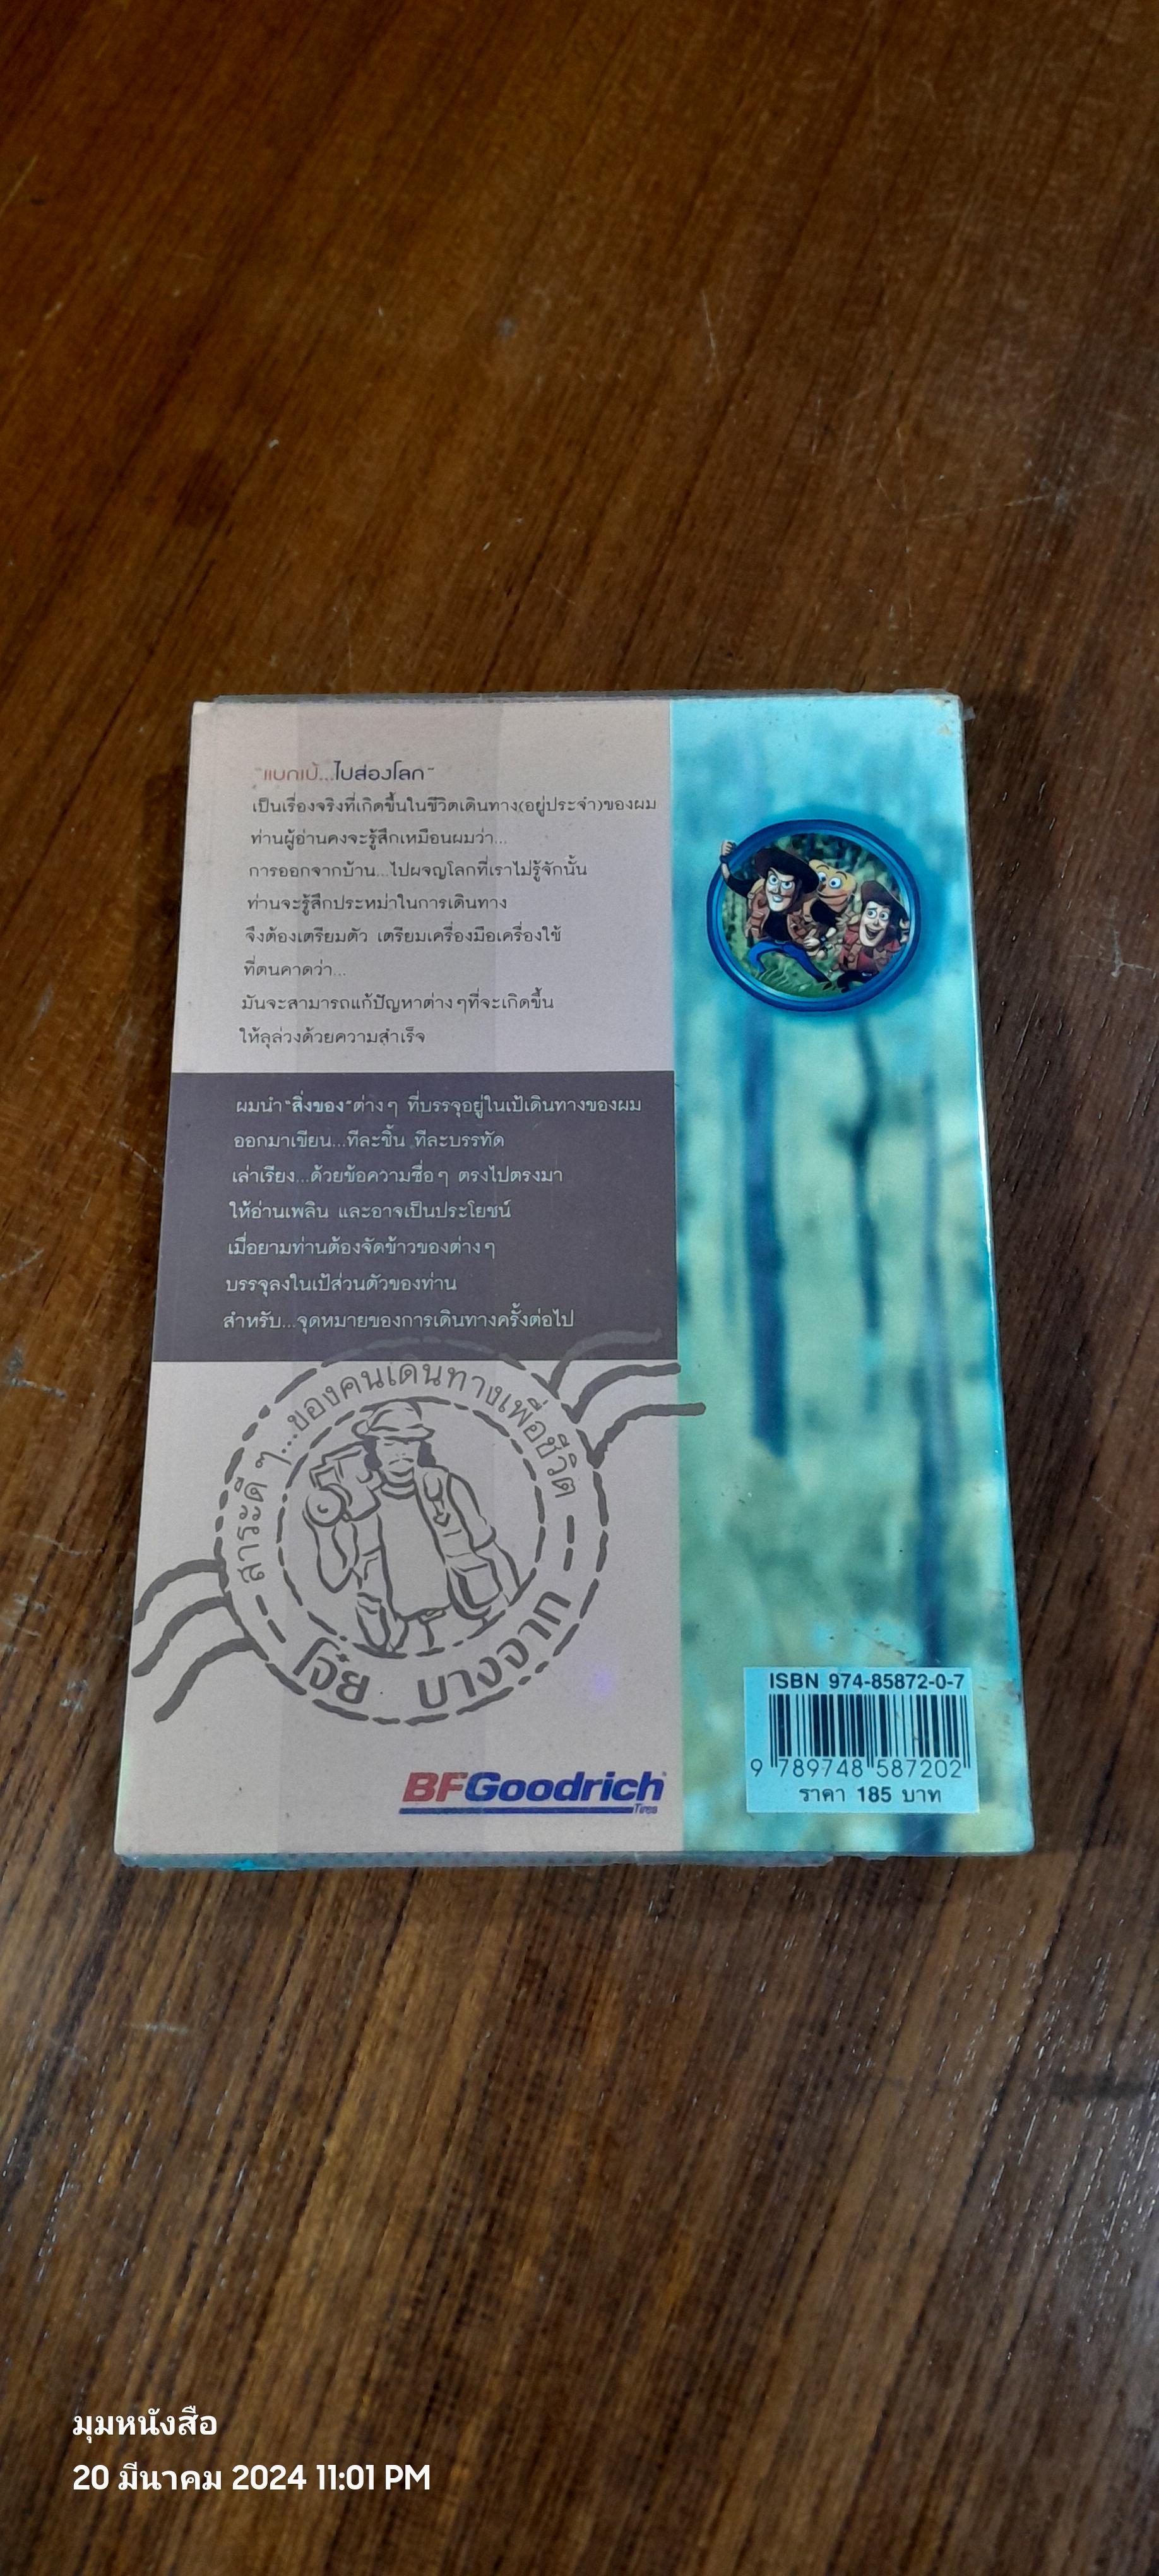 "แบกเป้...ไปส่องโลก"
เป็นเรื่องจริงที่เกิดขึ้นในชีวิตเดินทาง(อยู่ประจำ)ของผม
ท่านผู้อ่านคงจะรู้สึกเหมือนผมว่า...
การออกจากบ้าน...ไปผจญโลกที่เราไม่รู้จักนั้น
ท่านจะรู้สึกประหม่าในการเดินทาง
จึงต้องเตรียมตัว เตรียมเครื่องมือเครื่องใช้
ที่ตนคาดว่า...
มันจะสามารถแก้ปัญหาต่างๆที่จะเกิดขึ้น
ให้ลุล่วงด้วยความสำเร็จ
ผมนำ"สิ่งของ"ต่างๆ ที่บรรจุอยู่ในเป้เดินทางของผม
ออกมาเขียน...ทีละชิ้น ทีละบรรทัด
เล่าเรียง...ด้วยข้อความซื่อๆ ตรงไปตรงมา
ให้อ่านเพลิน และอาจเป็นประโยชน์
เมื่อยามท่านต้องจัดข้าวของต่างๆ
บรรจุลงในเป้ส่วนตัวของท่าน
สำหรับ...จุดหมายของการเดินทางครั้งต่อไป
สาระดีๆ...ของคนเดินทางเพื่อชีวิต
โจ๋ย บางจาก
BFGoodrich
Tires
ISBN 974-85872-0-7
9 789748 587202
ราคา 185 บาท
มุมหนังสือ
20 มีนาคม 2024 11:01 PM